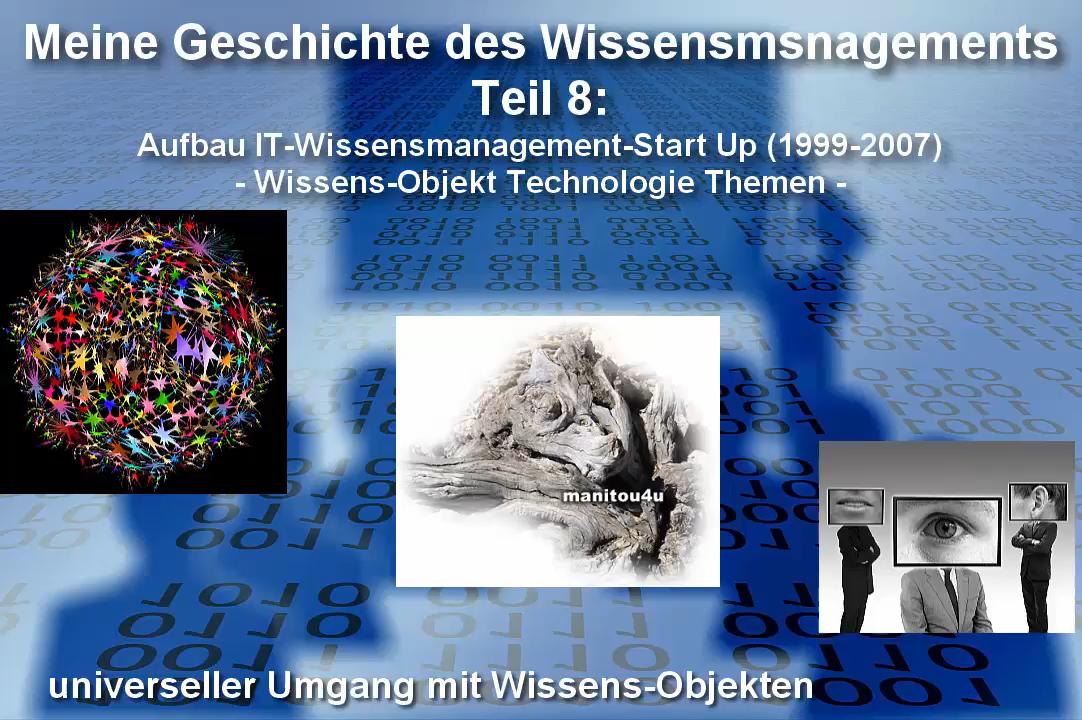 Meine Geschichte des Wissensmsnagements
Teil 8:
Aufbau IT-Wissensmanagement-Start Up (1999-2007)
- Wissens-Objekt Technologie Themen -
manitou4u
universeller Umgang mit Wissens-Objekten